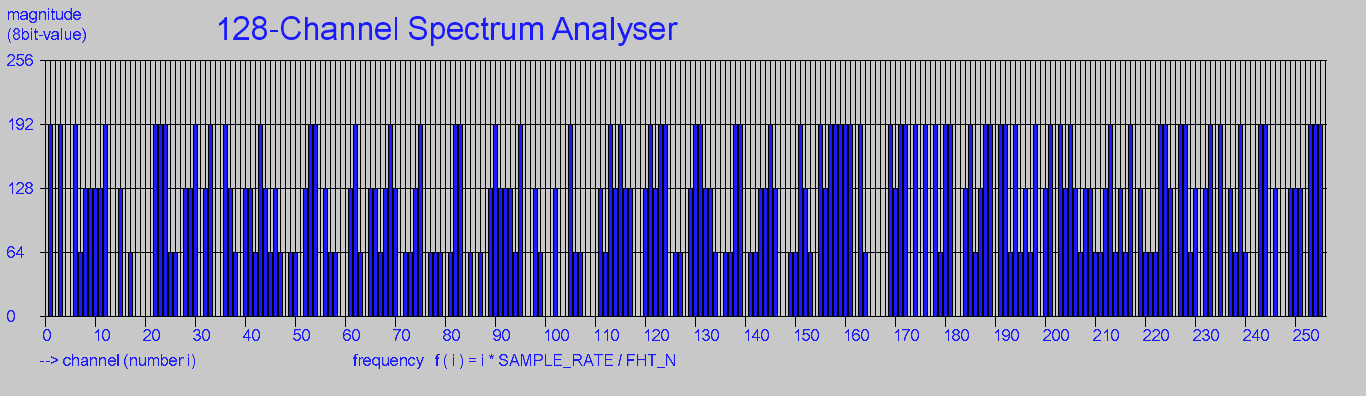 magnitude
(8bit-value)
128-Channel Spectrum Analyser
256
192
128
64
0
0 10 20 30 40 50 60 70 80 90 100 110 120 130 140 150 160 170 180 190 200 210 220 230 240 250
--> channel (number i) frequency f ( i ) = i * SAMPLE_RATE / FHT_N